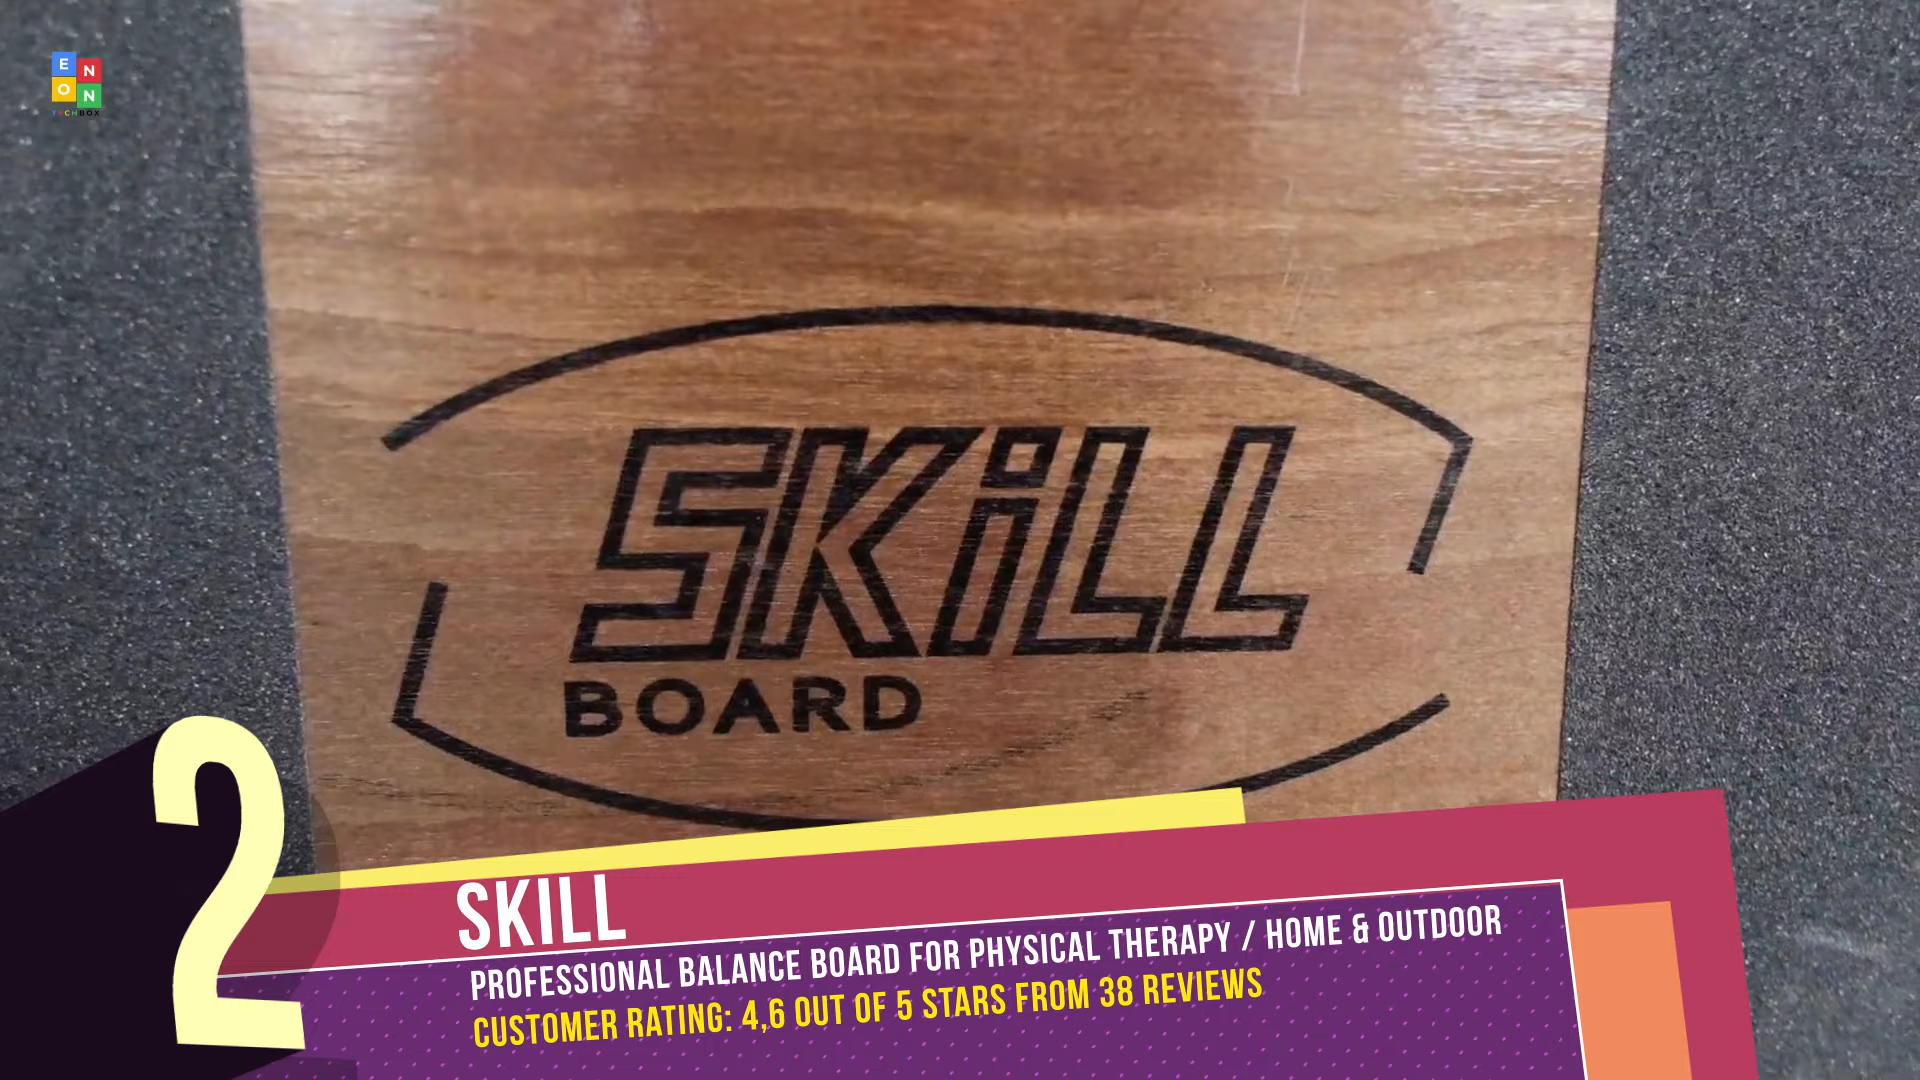 E N
O N
TECHBOX
SKiLL
BOARD
2
SKILL
PROFESSIONAL BALANCE BOARD FOR PHYSICAL THERAPY / HOME & OUTDOOR
CUSTOMER RATING: 4,6 OUT OF 5 STARS FROM 38 REVIEWS